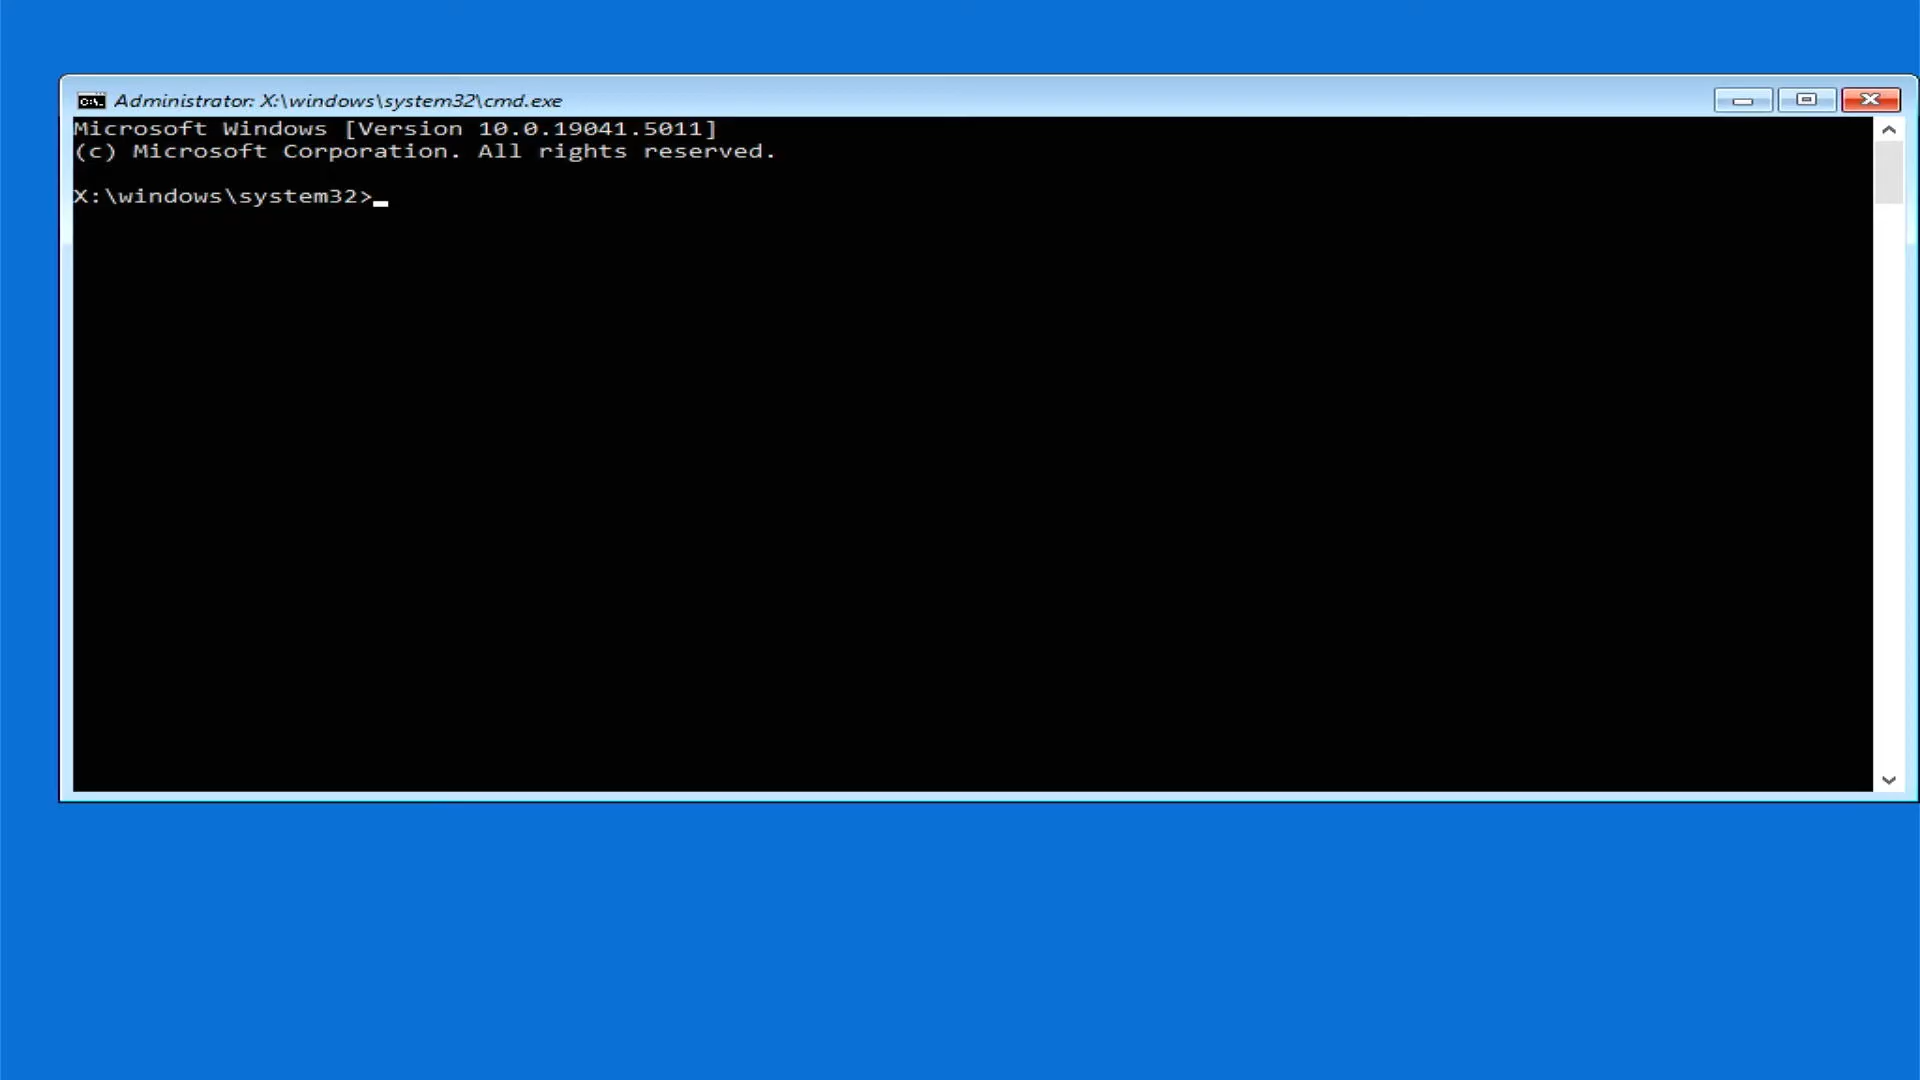 Administrator: X:\windows\system32\cmd.exe
Microsoft Windows [Version 10.0.19041.5011]
(c) Microsoft Corporation. All rights reserved.
X:\windows\system32>